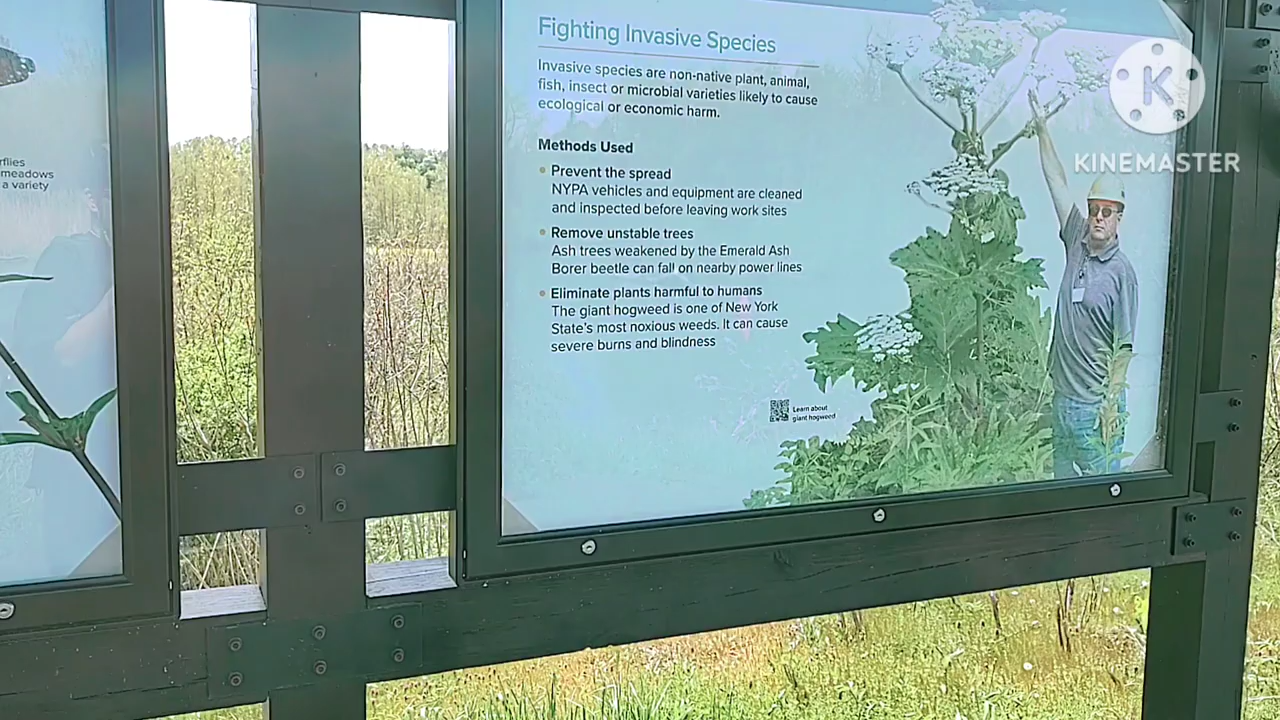 rflies
meadows
a variety
Fighting Invasive Species
Invasive species are non-native plant, animal,
fish, insect or microbial varieties likely to cause
ecological or economic harm.
Methods Used
• Prevent the spread
NYPA vehicles and equipment are cleaned
and inspected before leaving work sites
• Remove unstable trees
Ash trees weakened by the Emerald Ash
Borer beetle can fall on nearby power lines
• Eliminate plants harmful to humans
The giant hogweed is one of New York
State's most noxious weeds. It can cause
severe burns and blindness
Learn about
giant hogweed
K
KINEMASTER